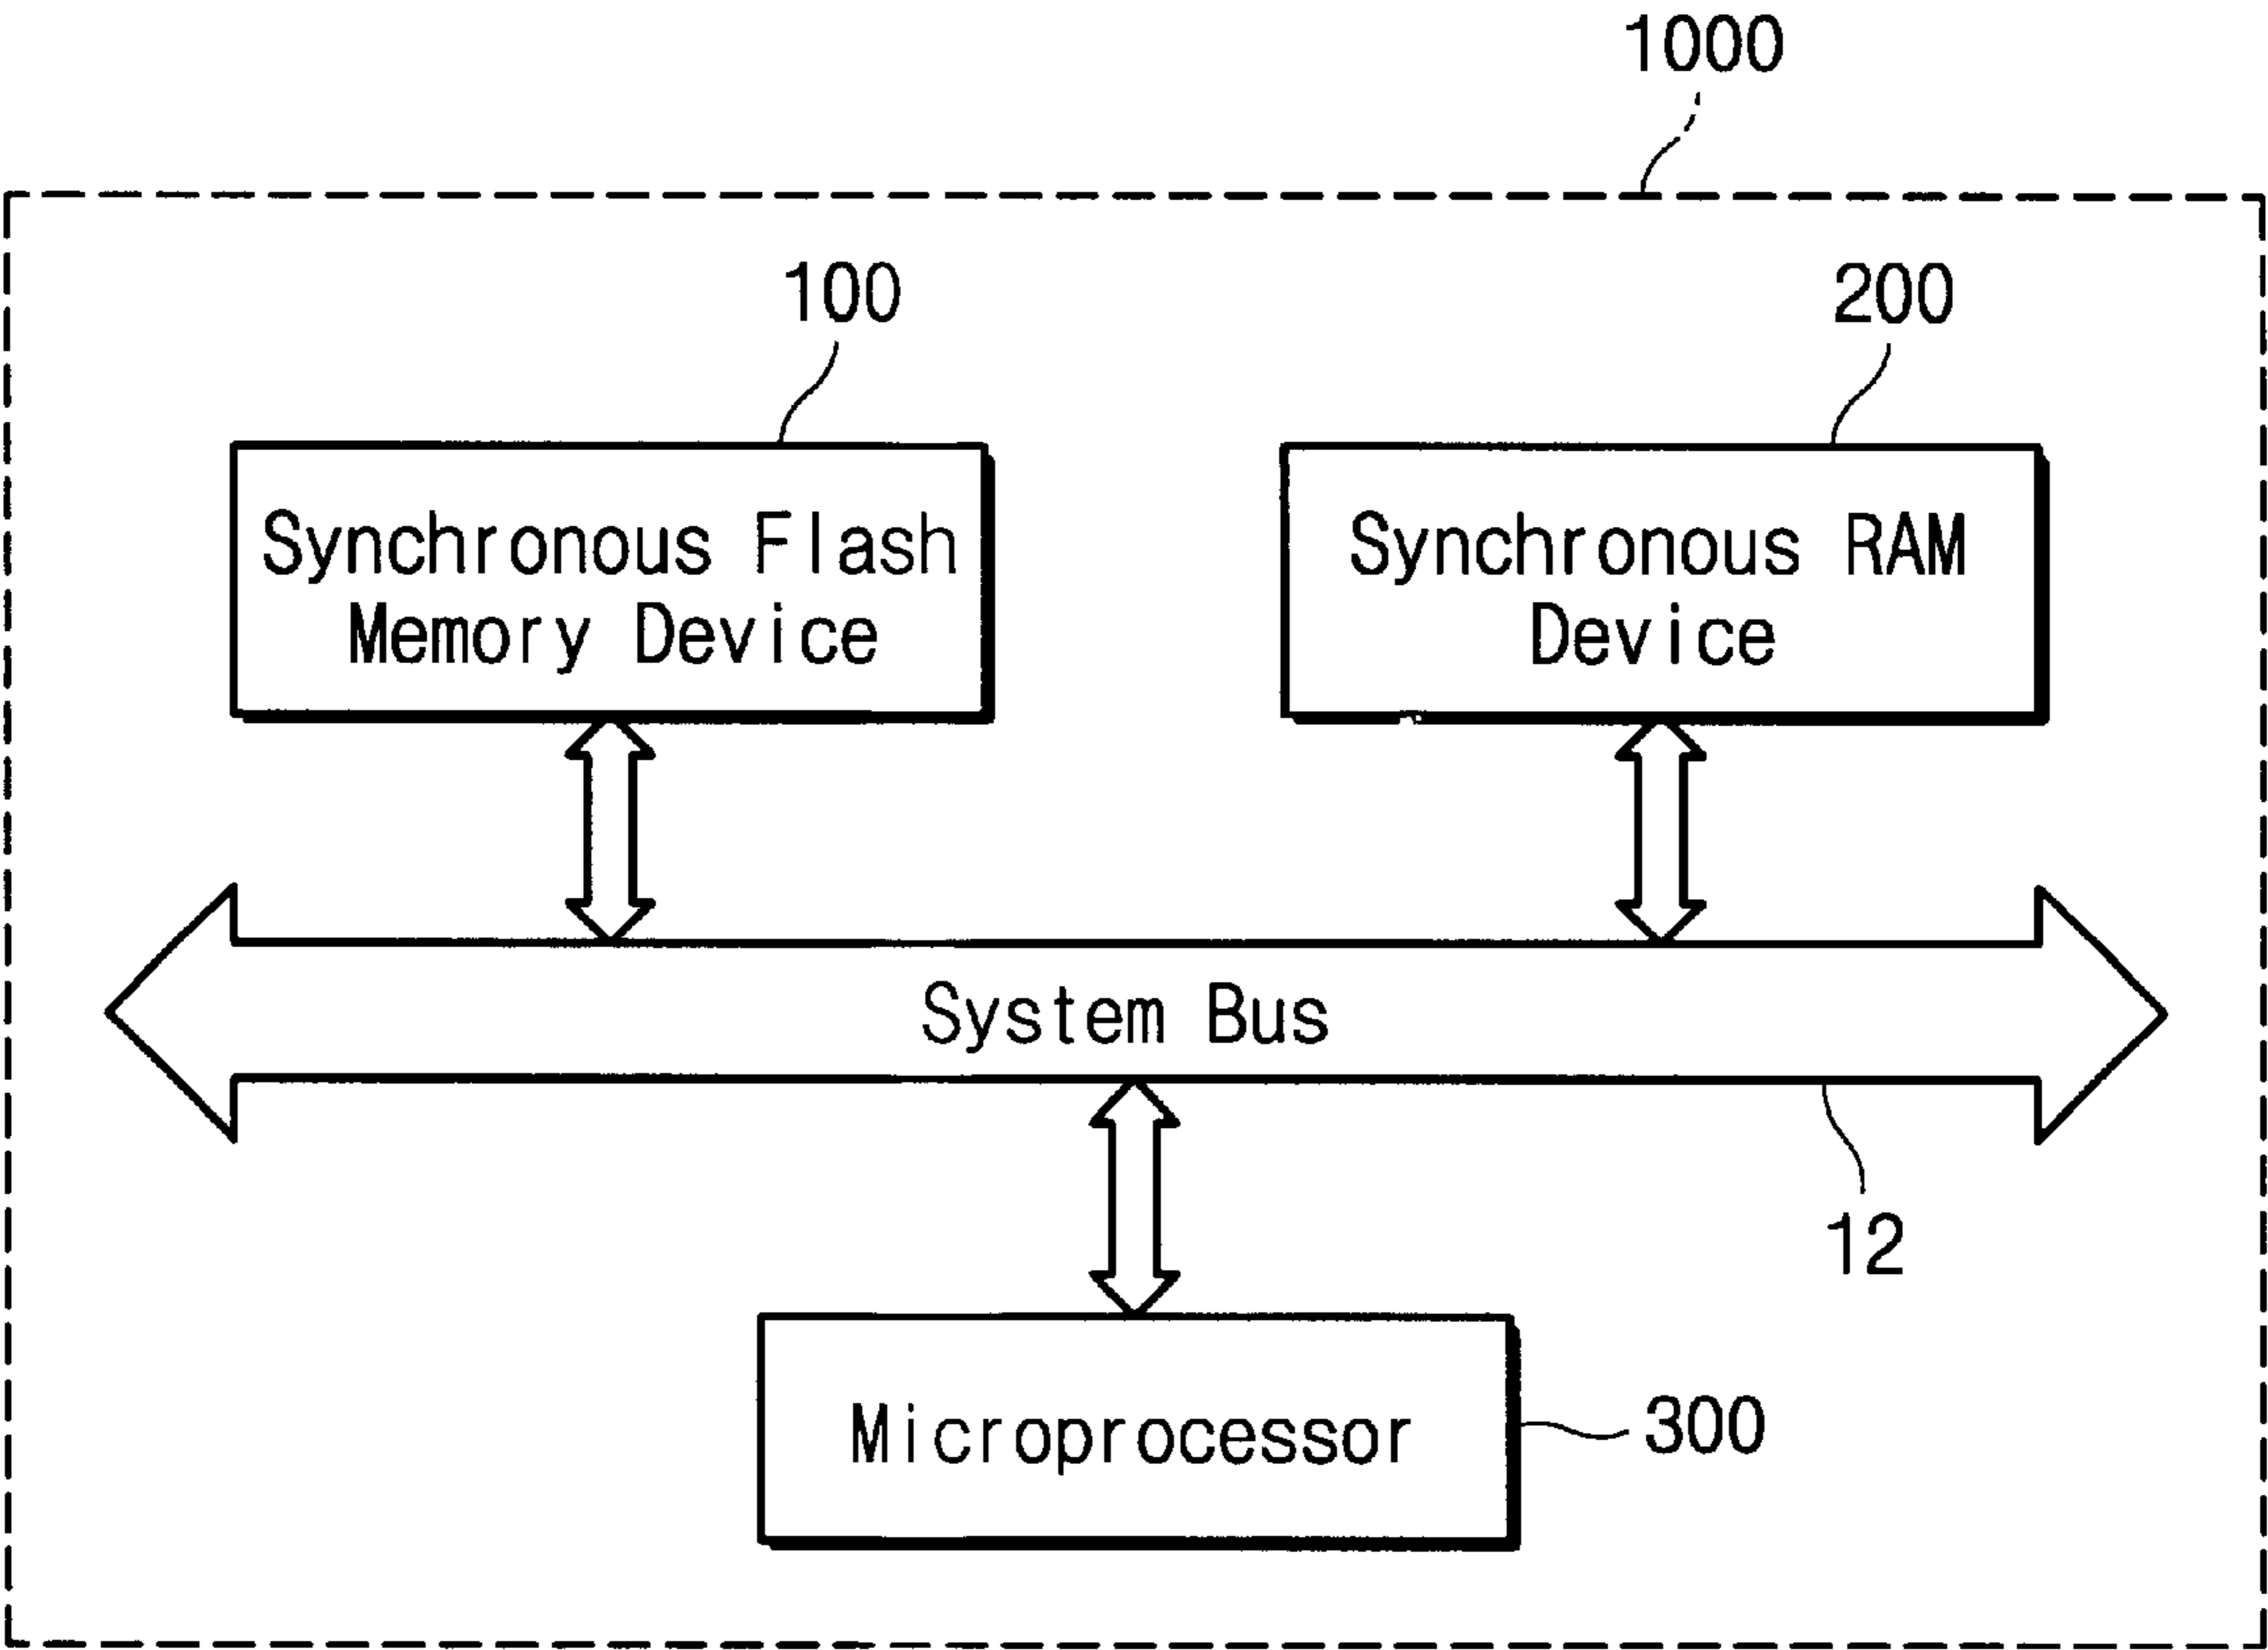 1000
100
200
Synchronous Flash
Memory Device
Synchronous RAM
Device
System Bus
12
Microprocessor
300